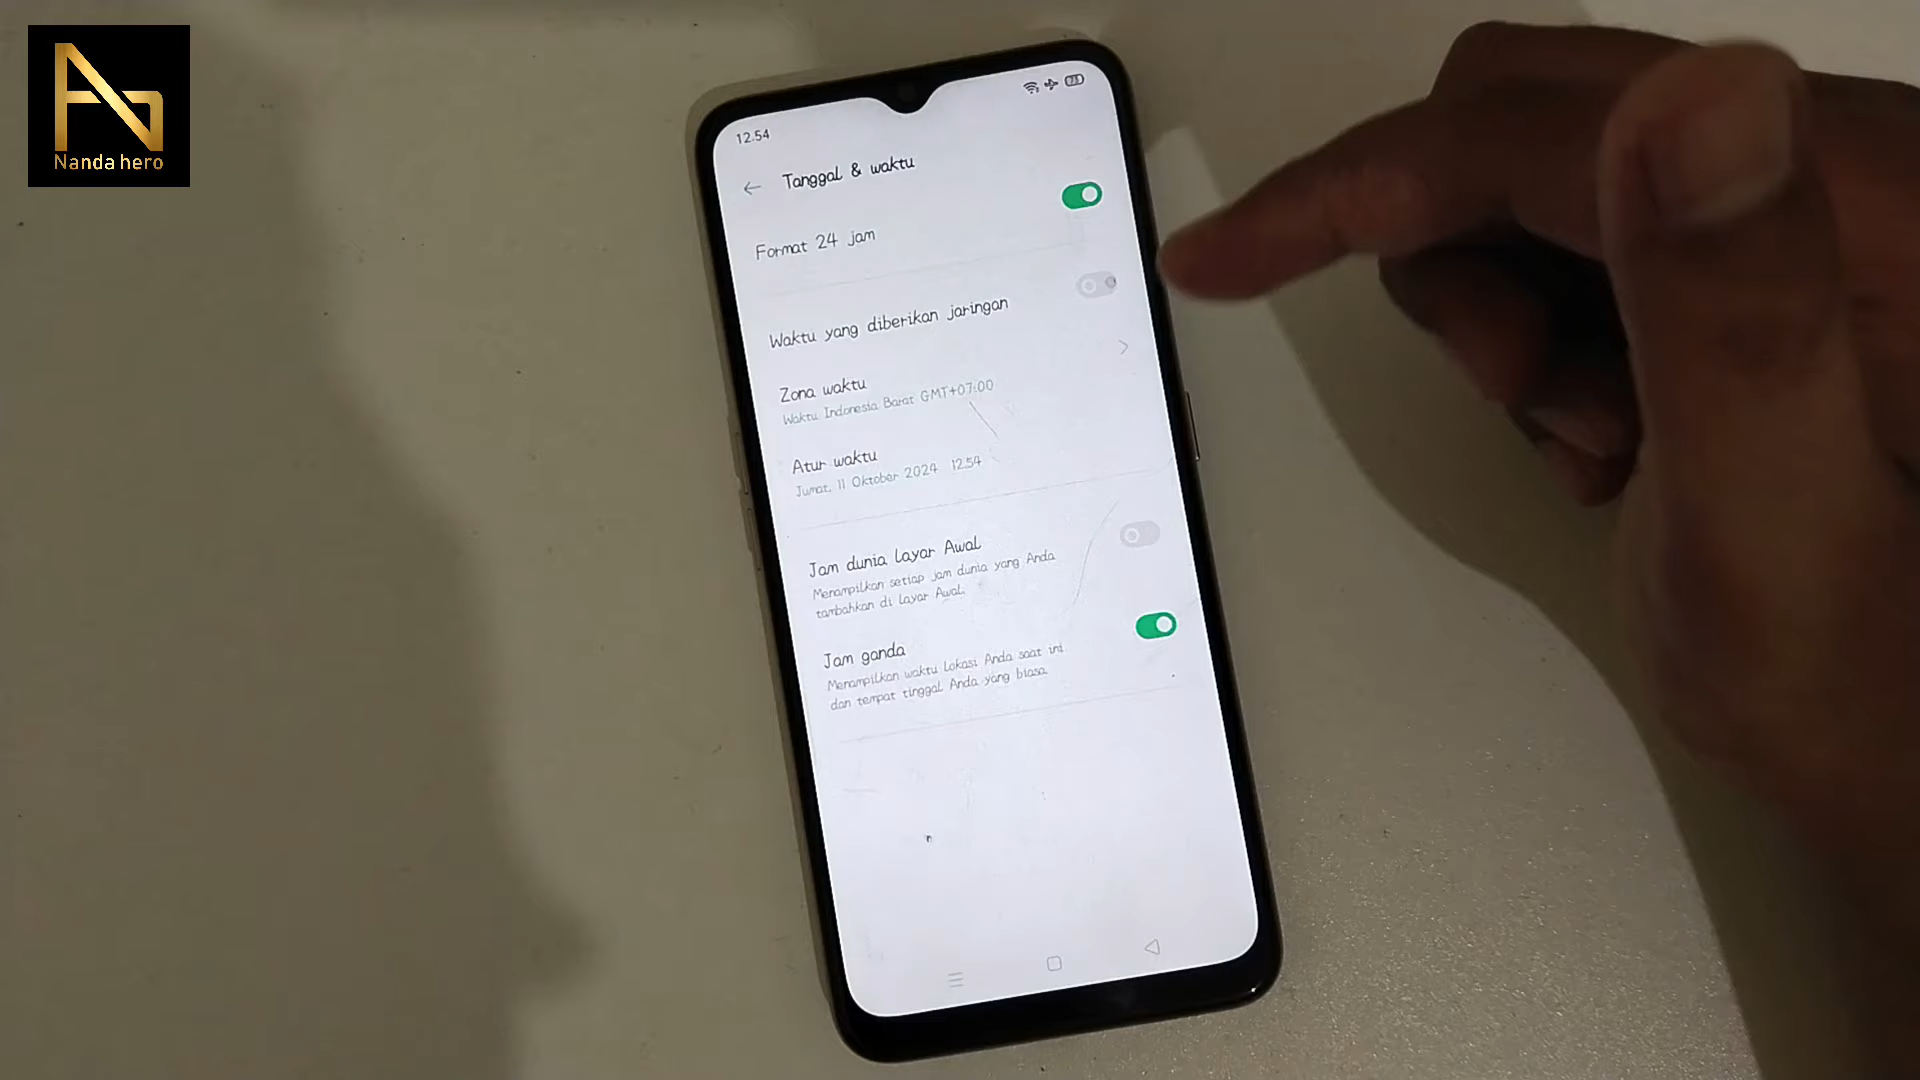 Nanda hero
12.54
73
Tanggal & waktu
Format 24 jam
Waktu yang diberikan jaringan
Zona waktu
Waktu Indonesia Barat GMT+07:00
Atur waktu
Jumat, 11 Oktober 2024 12.54
Jam dunia Layar Awal
Menampilkan setiap jam dunia yang Anda
tambahkan di Layar Awal.
Jam ganda
Menampilkan waktu lokasi Anda saat ini
dan tempat tinggal Anda yang biasa.